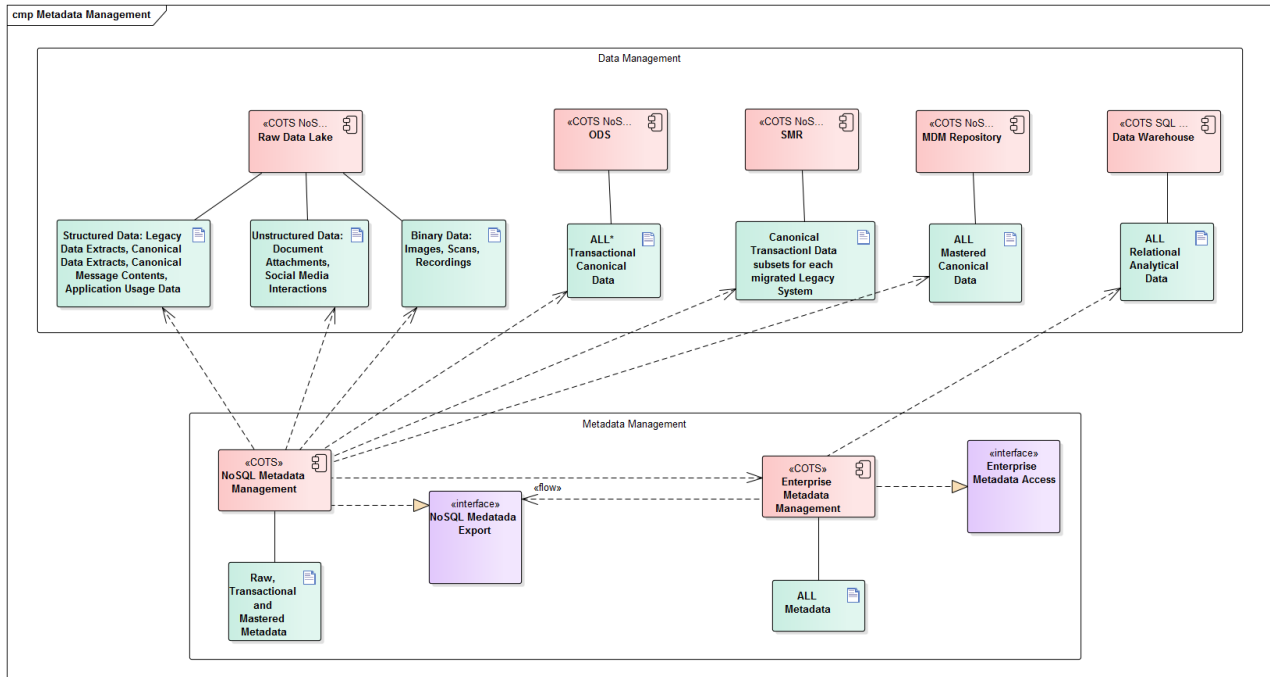 cmp Metadata Management
Data Management
«COTS NoS...
Raw Data Lake
«COTS NoS...
ODS
«COTS NoS...
SMR
«COTS NoS...
MDM Repository
«COTS SQL ...
Data Warehouse
Structured Data: Legacy
Data Extracts, Canonical
Data Extracts, Canonical
Message Contents,
Application Usage Data
Unstructured Data:
Document
Attachments,
Social Media
Interactions
Binary Data:
Images, Scans,
Recordings
ALL*
Transactional
Canonical
Data
Canonical
Transactionl Data
subsets for each
migrated Legacy
System
ALL
Mastered
Canonical
Data
ALL
Relational
Analytical
Data
Metadata Management
«COTS»
NoSQL Metadata
Management
«interface»
NoSQL Medatada
Export
«flow»
«COTS»
Enterprise
Metadata
Management
«interface»
Enterprise
Metadata Access
Raw,
Transactional
and
Mastered
Metadata
ALL
Metadata